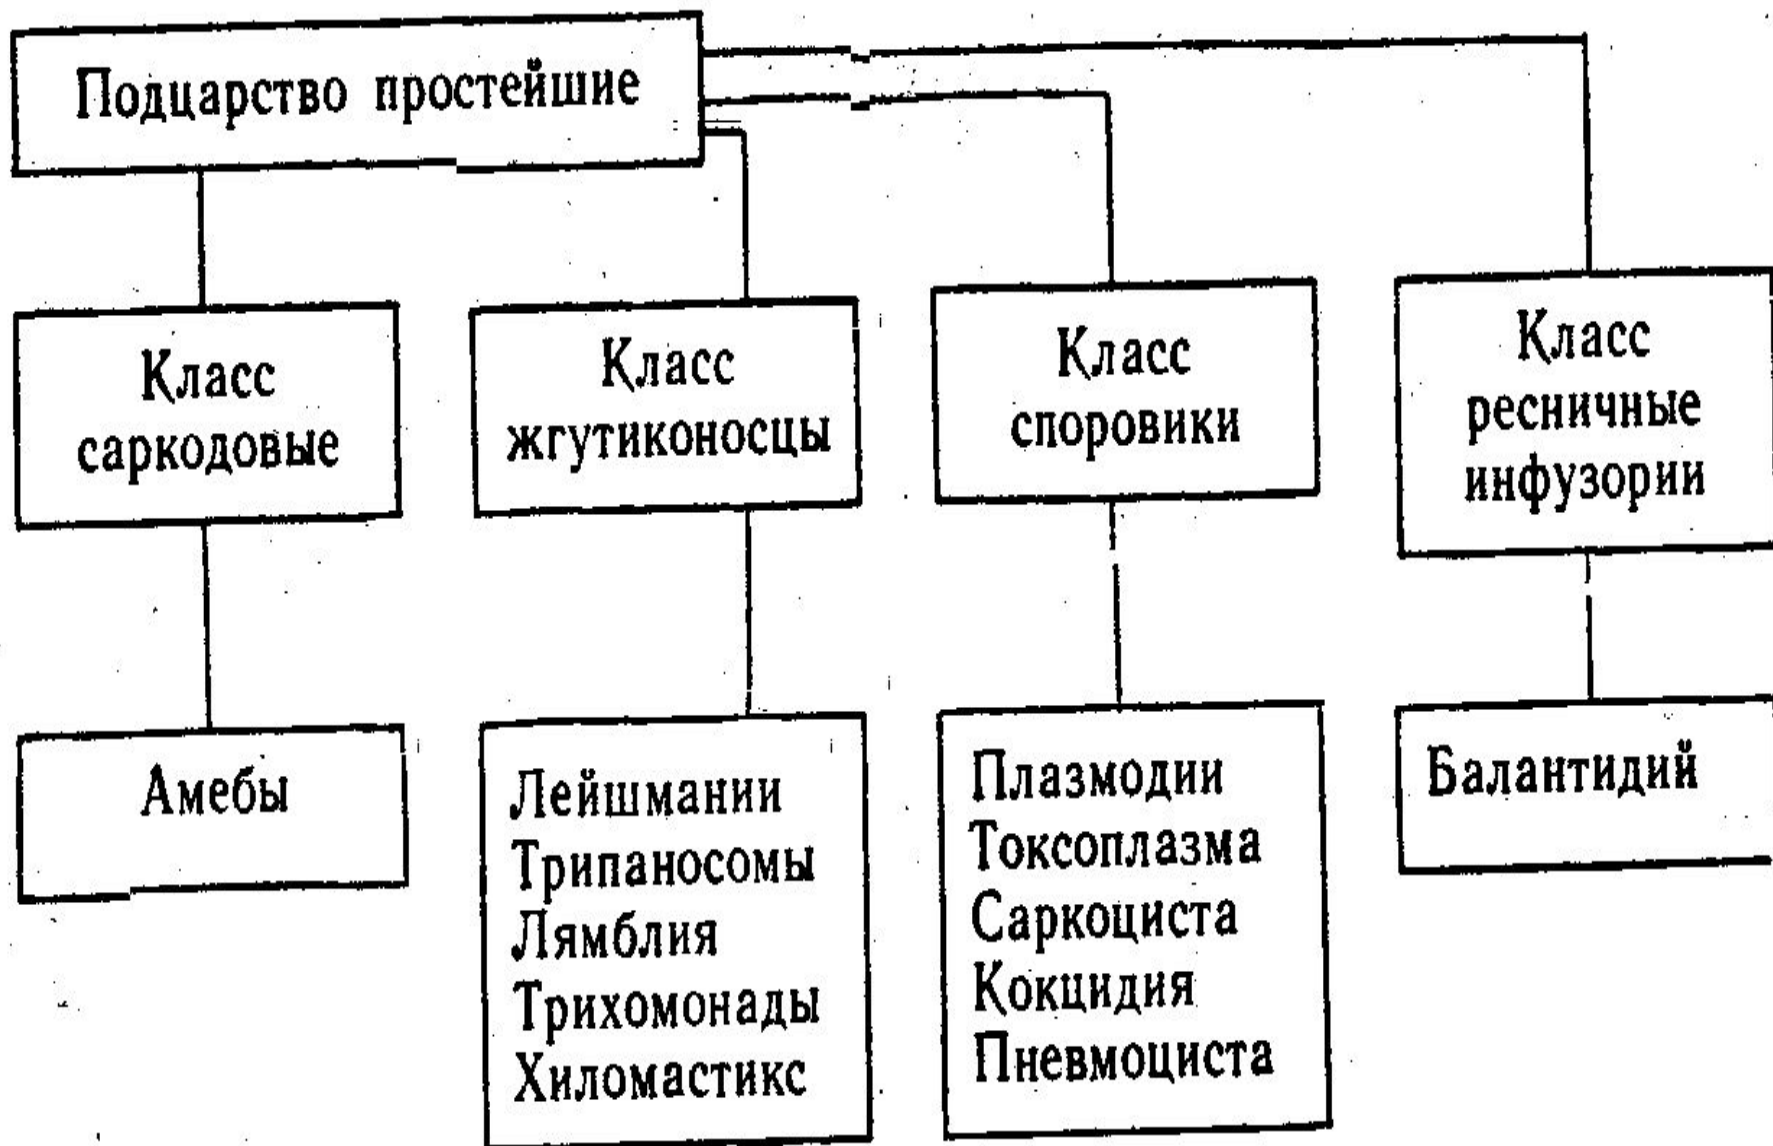 Подцарство простейшие
Класс
саркодовые
Класс
жгутиконосцы
Класс
споровики
Класс
ресничные
инфузории
Амебы
Лейшмании
Трипаносомы
Лямблия
Трихомонады
Хиломастикс
Плазмодии
Токсоплазма
Саркоциста
Кокцидия
Пневмоциста
Балантидий